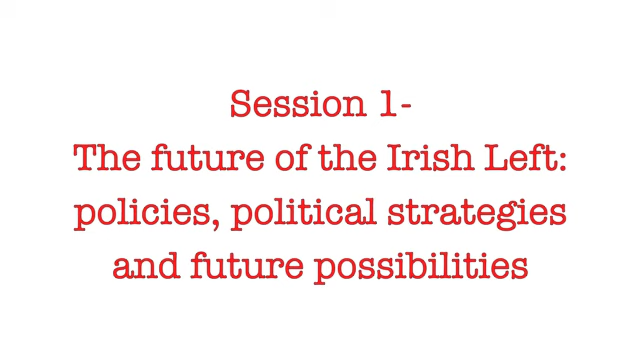 Session 1-
The future of the Irish Left:
policies, political strategies
and future possibilities